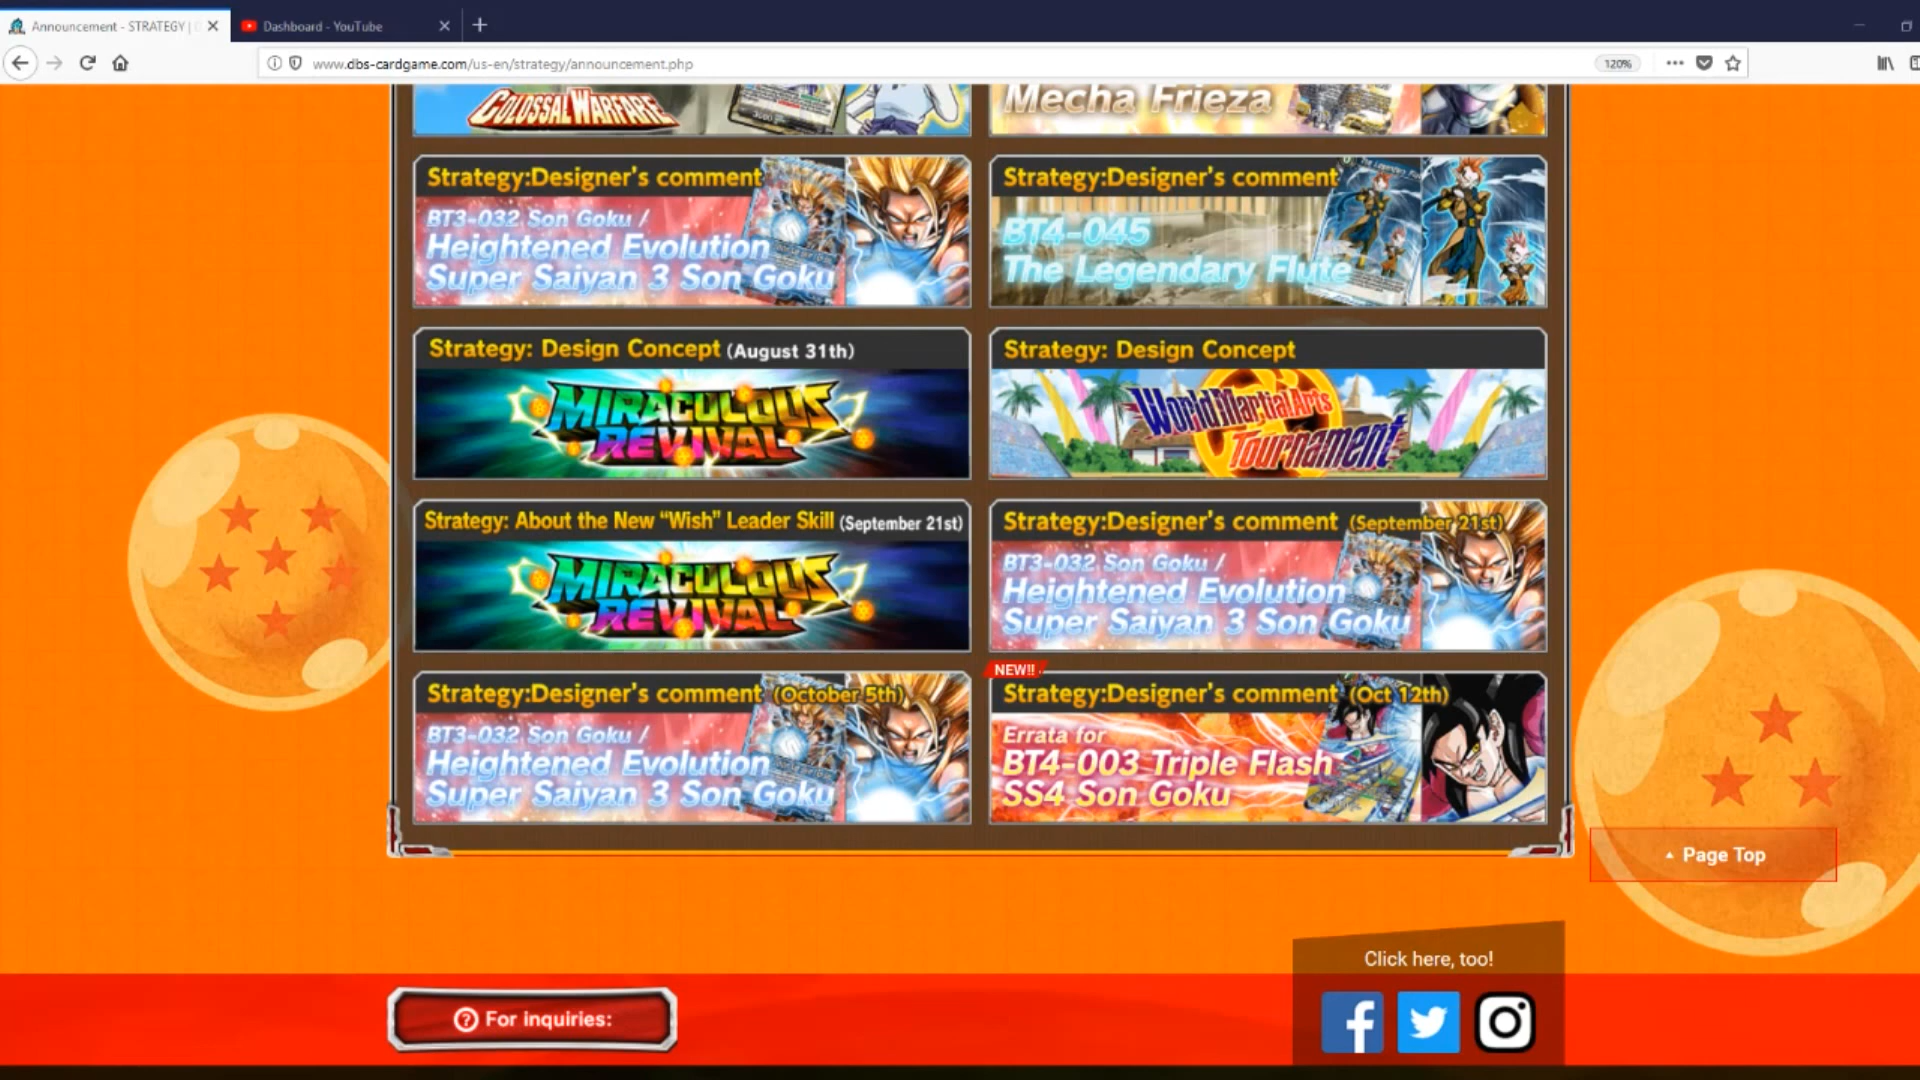 Announcement - STRATEGY |
Dashboard - YouTube
www.dbs-cardgame.com/us-en/strategy/announcement.php
120%
COLOSSAL WARFARE
Mecha Frieza
Strategy:Designer's comment
BT3-032 Son Goku /
Heightened Evolution
Super Saiyan 3 Son Goku
Strategy:Designer's comment
BT4-045
The Legendary Flute
Strategy: Design Concept (August 31th)
MIRACULOUS
REVIVAL
Strategy: Design Concept
World Martial Arts
Tournament
Strategy: About the New “Wish” Leader Skill (September 21st)
MIRACULOUS
REVIVAL
Strategy:Designer's comment (September 21st)
BT3-032 Son Goku /
Heightened Evolution
Super Saiyan 3 Son Goku
Strategy:Designer's comment (October 5th)
BT3-032 Son Goku /
Heightened Evolution
Super Saiyan 3 Son Goku
NEW!!
Strategy:Designer's comment (Oct 12th)
Errata for
BT4-003 Triple Flash
SS4 Son Goku
Page Top
Click here, too!
For inquiries: